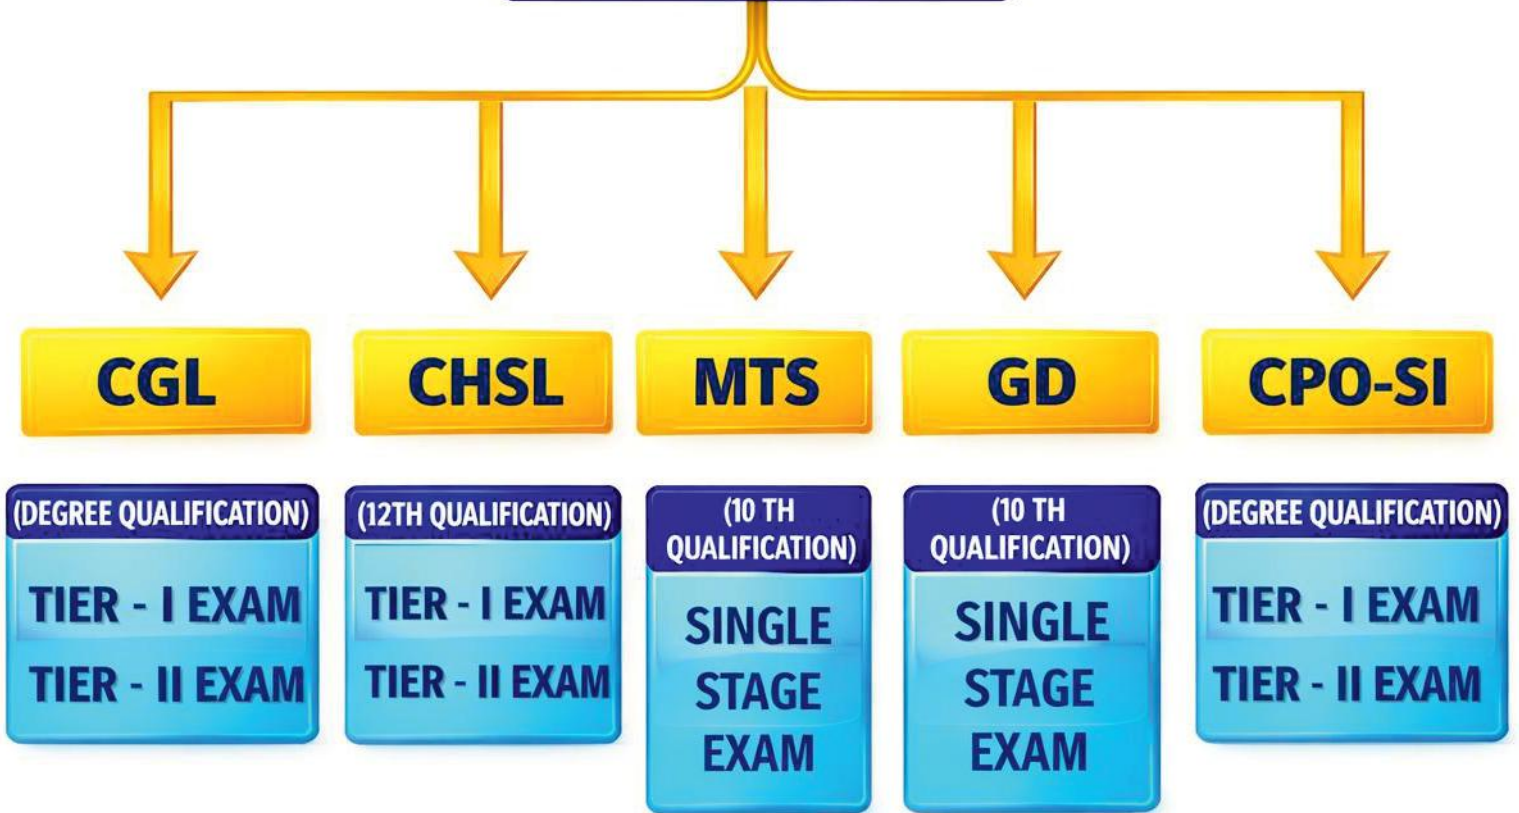 CGL
CHSL
MTS
GD
CPO-SI
(DEGREE QUALIFICATION)
TIER - I EXAM
TIER - II EXAM
(12TH QUALIFICATION)
TIER - I EXAM
TIER - II EXAM
(10 TH
QUALIFICATION)
SINGLE
STAGE
EXAM
(10 TH
QUALIFICATION)
SINGLE
STAGE
EXAM
(DEGREE QUALIFICATION)
TIER - I EXAM
TIER - II EXAM